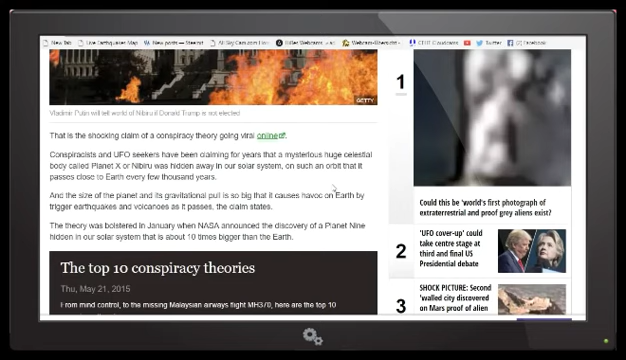 New Tab
Live Earthquakes Map
Twitter
Facebook
GETTY
Vladimir Putin will tell world of Nibiru if Donald Trump is not elected
That is the shocking claim of a conspiracy theory going viral online
Conspiracists and UFO seekers have been claiming for years that a mysterious huge celestial
body called Planet X or Nibiru was hidden away in our solar system, on such an orbit that it
passes close to Earth every few thousand years.
And the size of the planet and its gravitational pull is so big that it causes havoc on Earth by
trigger earthquakes and volcanoes as it passes, the claim states.
The theory was bolstered in January when NASA announced the discovery of a Planet Nine
hidden in our solar system that is about 10 times bigger than the Earth.
The top 10 conspiracy theories
Thu, May 21, 2015
From mind control, to the missing Malaysian airways flight MH370, here are the top 10
1
Could this be 'world's first photograph of
extraterrestrial and proof grey aliens exist?
2
'UFO cover-up' could
take centre stage at
third and final US
Presidential debate
3
SHOCK PICTURE: Second
'walled city discovered
on Mars proof of alien